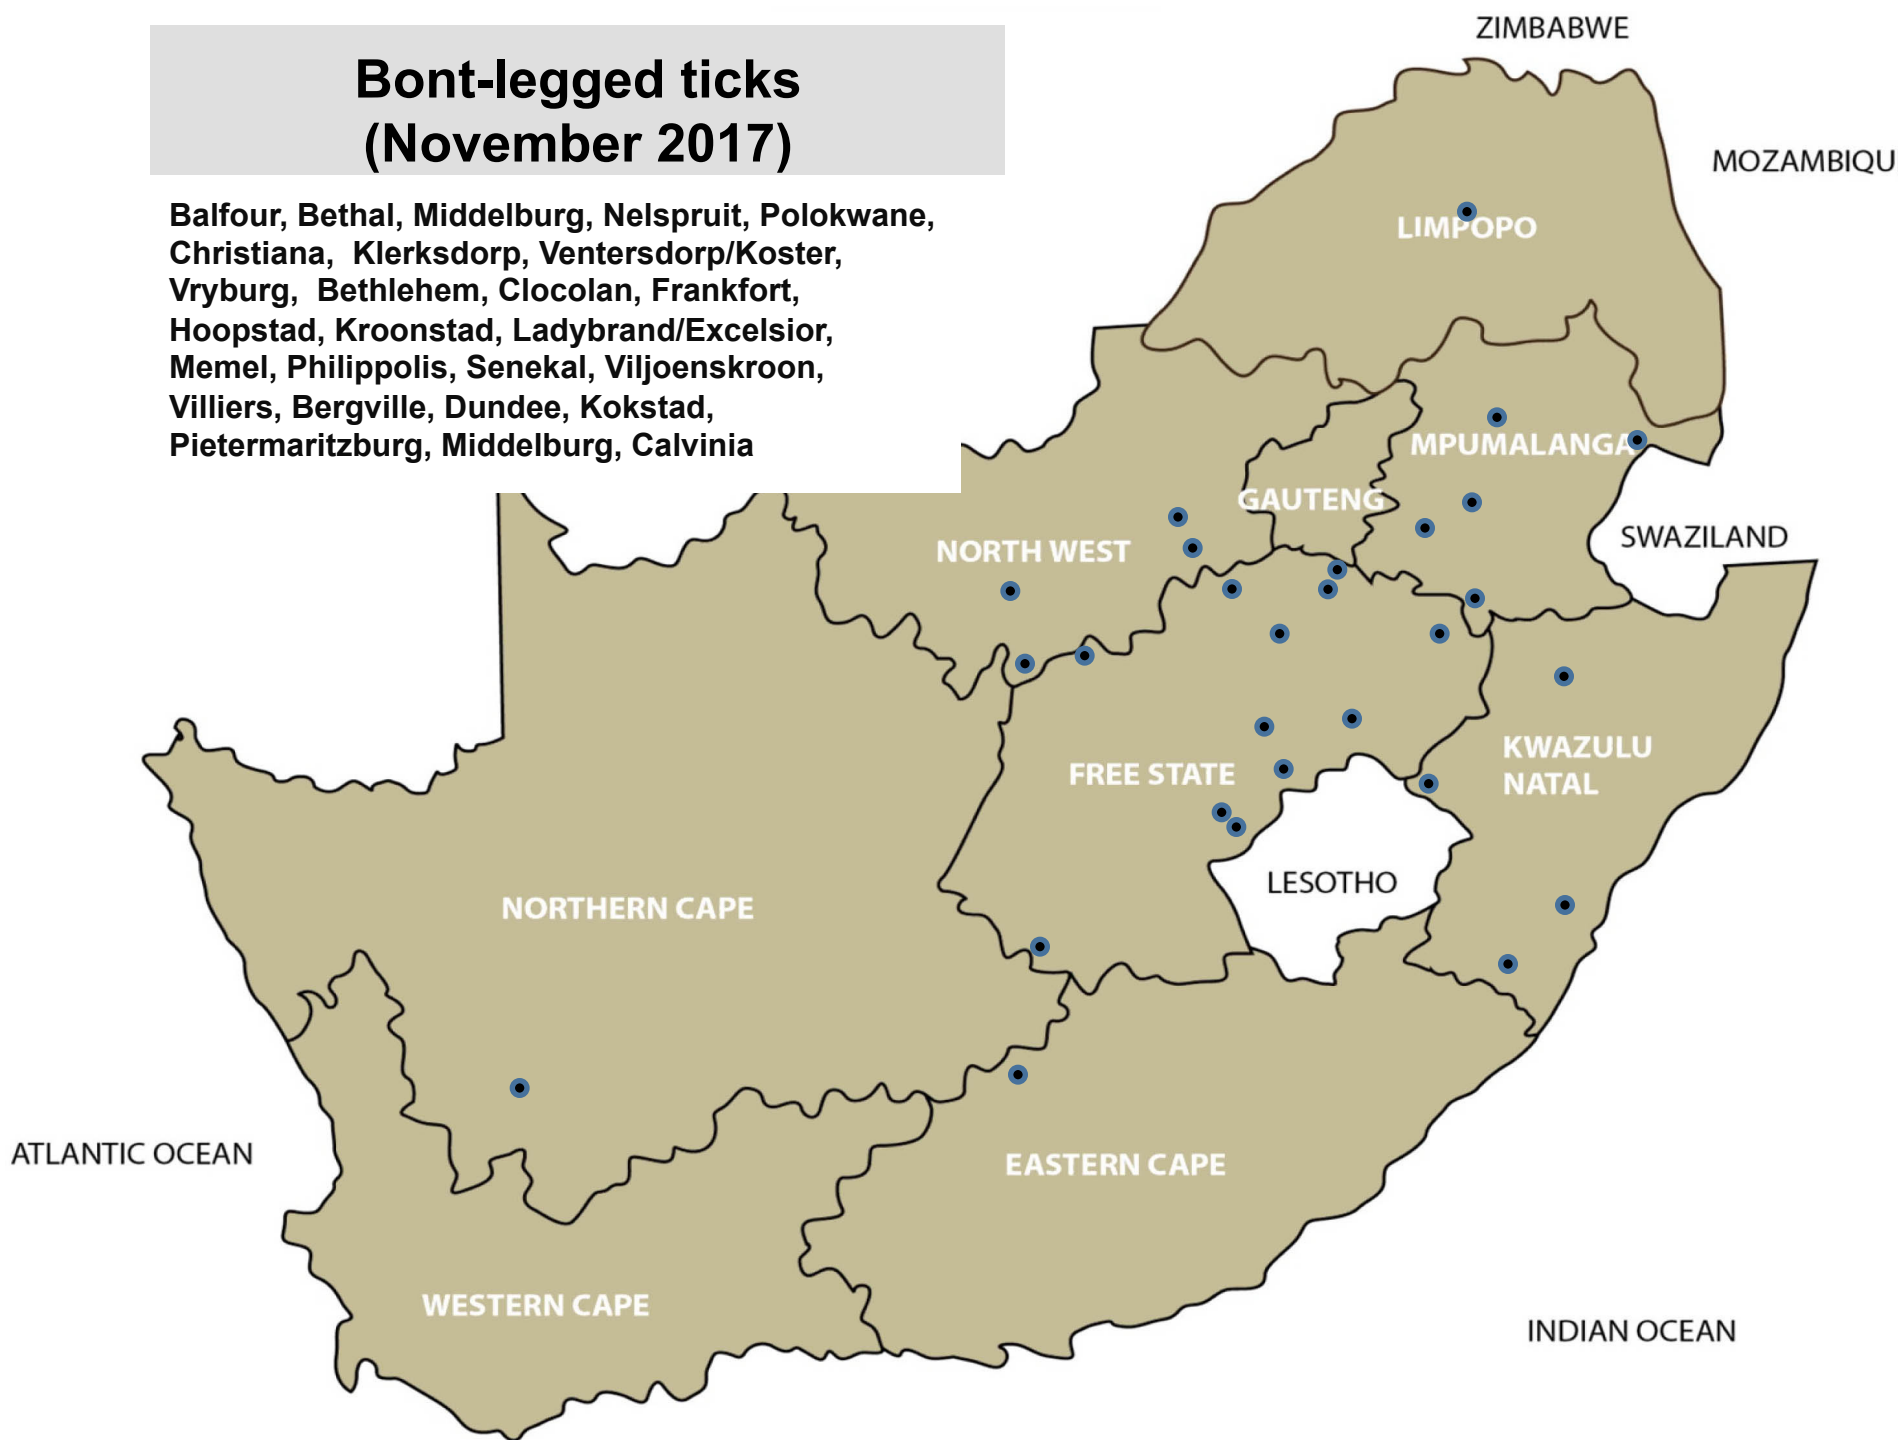 Bont-legged ticks
(November 2017)
Balfour, Bethal, Middelburg, Nelspruit, Polokwane,
Christiana,  Klerksdorp, Ventersdorp/Koster,
Vryburg,  Bethlehem, Clocolan, Frankfort,
Hoopstad, Kroonstad, Ladybrand/Excelsior,
Memel, Philippolis, Senekal, Viljoenskroon,
Villiers, Bergville, Dundee, Kokstad,
Pietermaritzburg, Middelburg, Calvinia
ZIMBABWE
MOZAMBIQU
LIMPOPO
MPUMALANGA
GAUTENG
SWAZILAND
NORTH WEST
KWAZULU
NATAL
FREE STATE
LESOTHO
NORTHERN CAPE
ATLANTIC OCEAN
EASTERN CAPE
WESTERN CAPE
INDIAN OCEAN